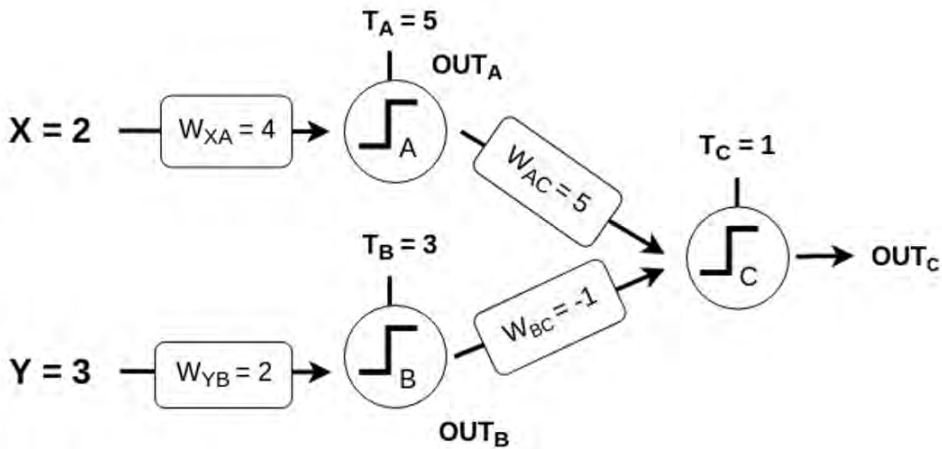 T_A = 5
OUT_A
X = 2
W_XA = 4
A
W_AC = 5
T_C = 1
T_B = 3
C
OUT_C
W_BC = -1
Y = 3
W_YB = 2
B
OUT_B